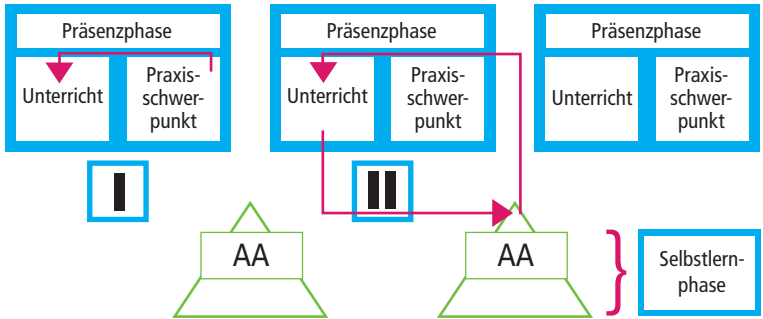 Präsenzphase
Unterricht
Praxis-
schwer-
punkt
Präsenzphase
Unterricht
Praxis-
schwer-
punkt
Präsenzphase
Unterricht
Praxis-
schwer-
punkt
I
II
AA
AA
Selbstlern-
phase